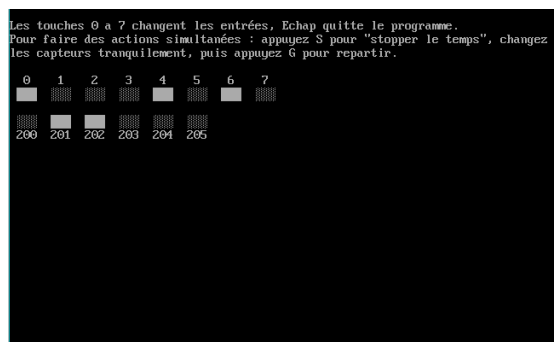 Les touches 0 a 7 changent les entrées, Echap quitte le programme.
Pour faire des actions simultanées : appuyez S pour "stopper le temps", changez
les capteurs tranquilement, puis appuyez G pour repartir.
0 1 2 3 4 5 6 7
200 201 202 203 204 205